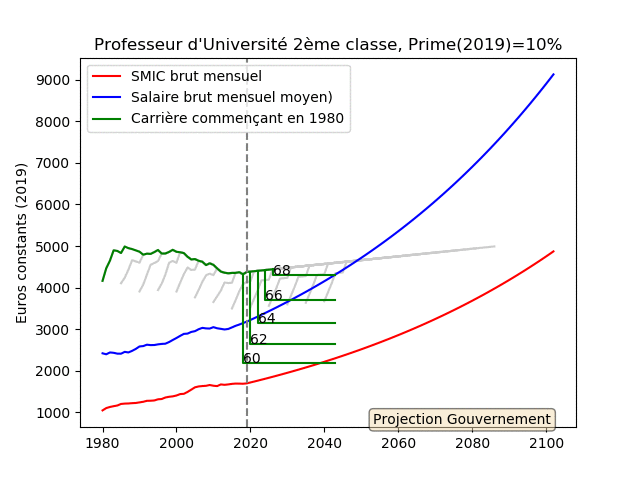 Professeur d'Université 2ème classe, Prime(2019)=10%
SMIC brut mensuel
Salaire brut mensuel moyen)
Carrière commençant en 1980
Euros constants (2019)
9000
8000
7000
6000
5000
4000
3000
2000
1000
68
66
64
62
60
Projection Gouvernement
1980 2000 2020 2040 2060 2080 2100